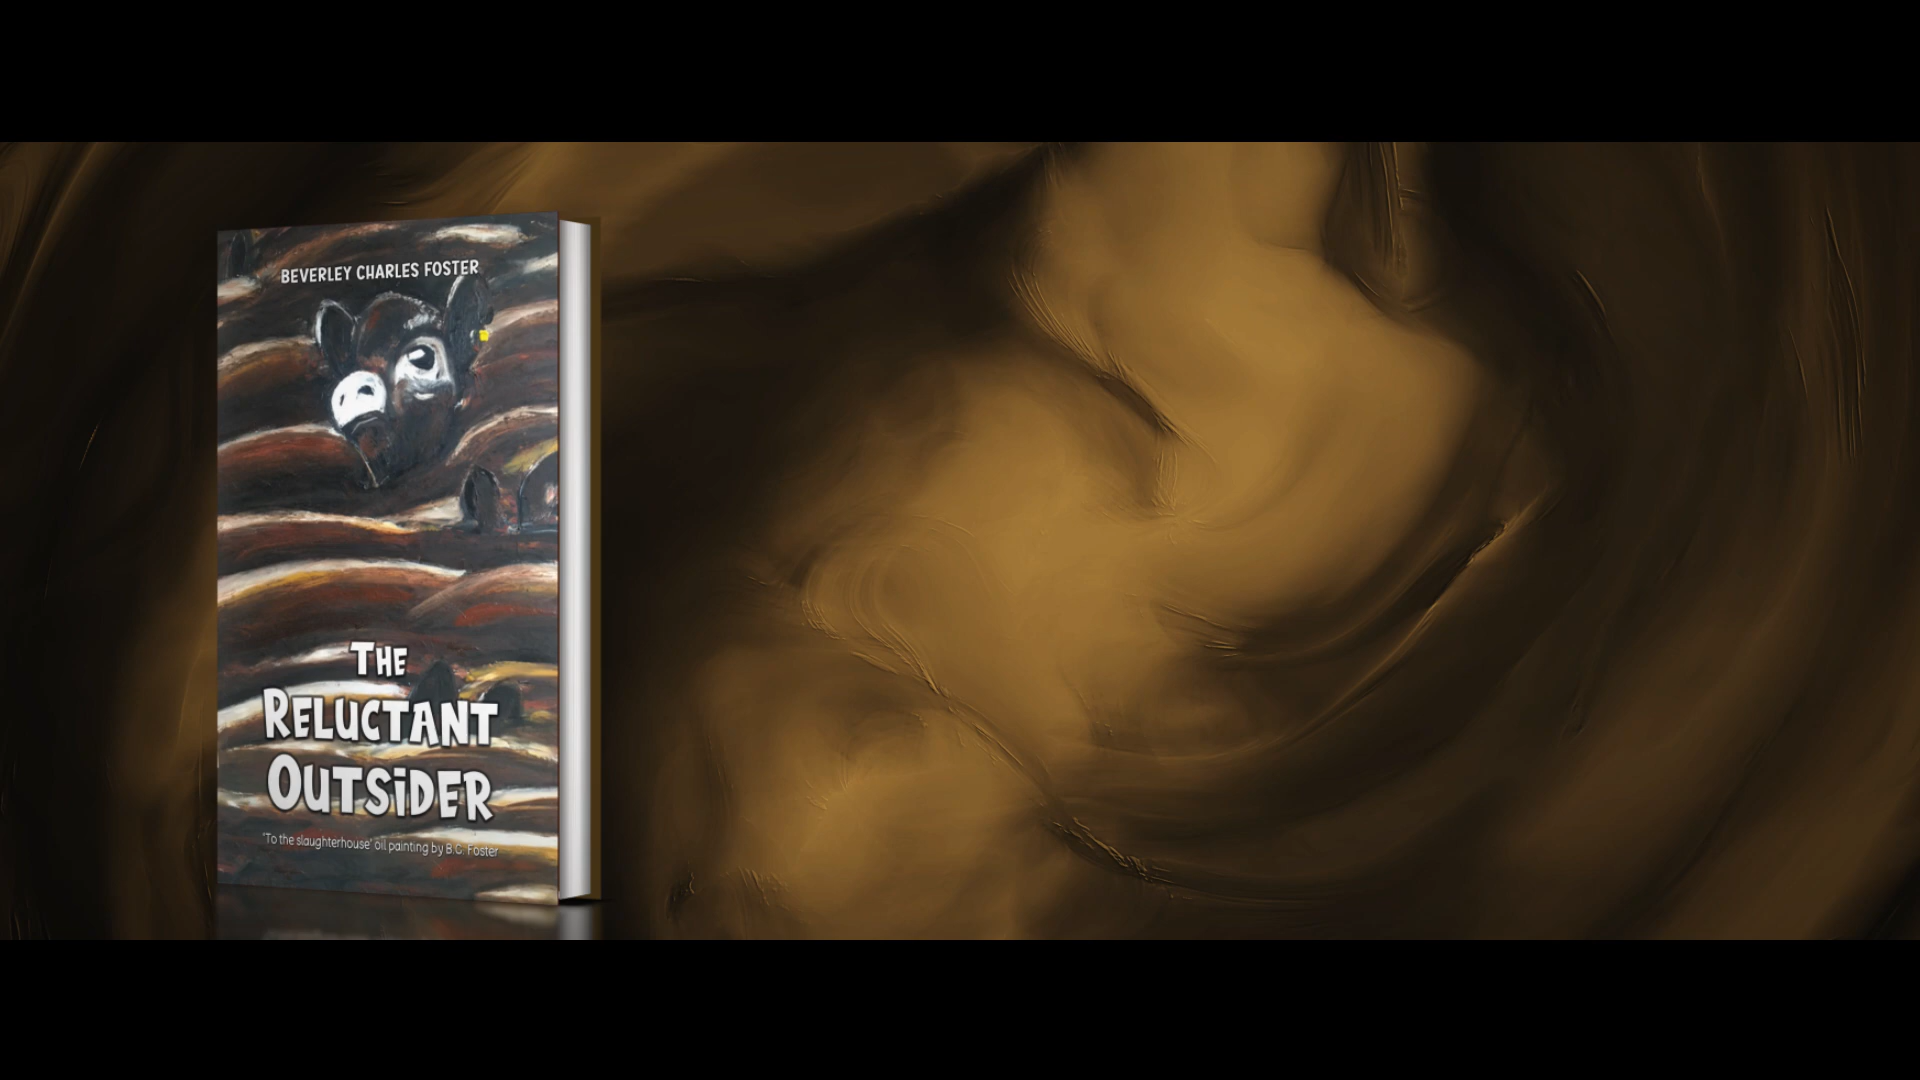 BEVERLEY CHARLES FOSTER
THE
RELUCTANT
OUTSiDER
"To the slaughterhouse" oil painting by B.C. Foster